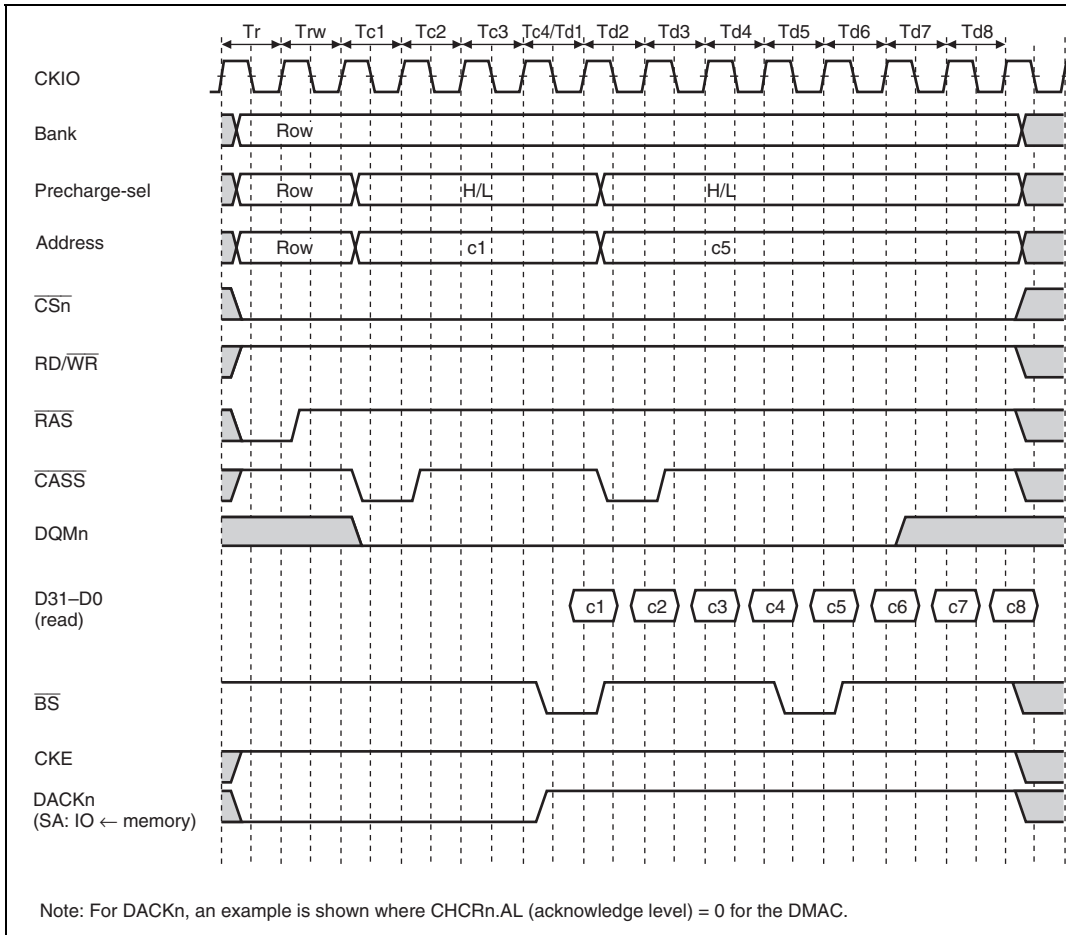 Tr Trw Tc1 Tc2 Tc3 Tc4/Td1 Td2 Td3 Td4 Td5 Td6 Td7 Td8
CKIO
Bank Row
Precharge-sel Row H/L H/L
Address Row c1 c5
CSn
RD/WR
RAS
CASS
DQMn
D31–D0
(read)
c1 c2 c3 c4 c5 c6 c7 c8
BS
CKE
DACKn
(SA: IO ← memory)
Note: For DACKn, an example is shown where CHCRn.AL (acknowledge level) = 0 for the DMAC.